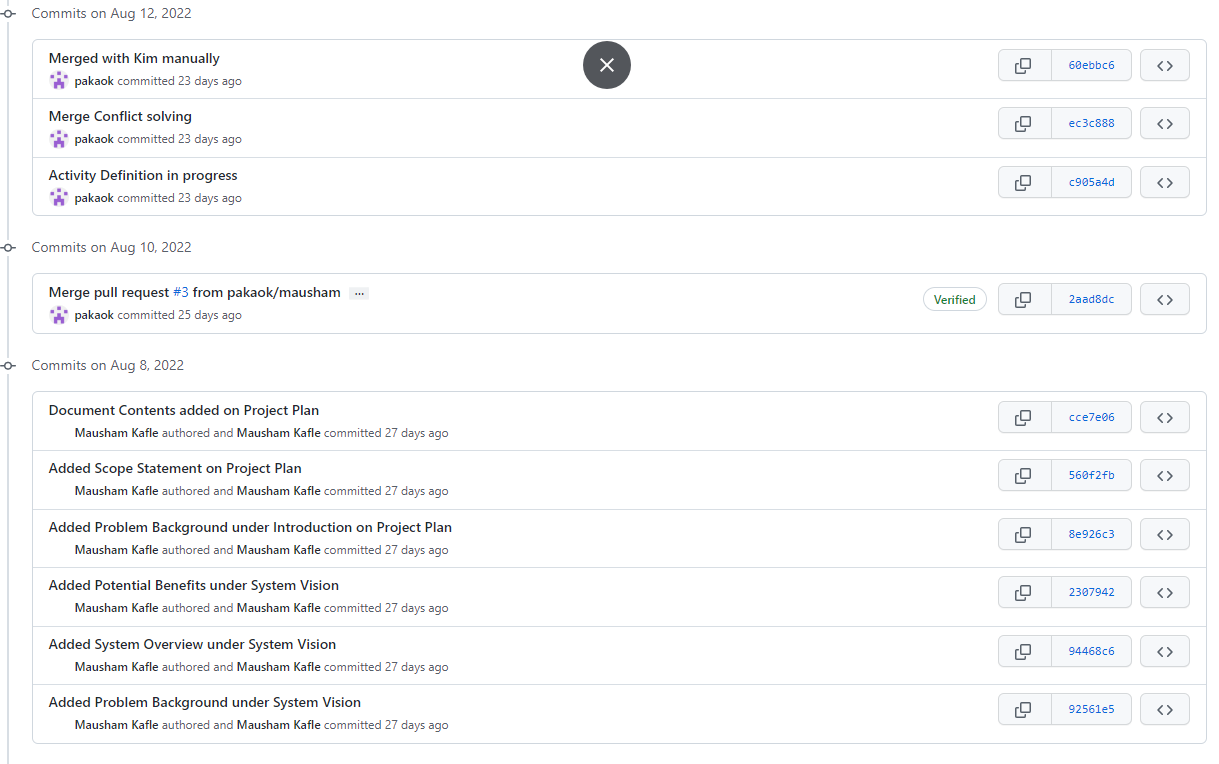 Commits on Aug 12, 2022
Merged with Kim manually
pakaok committed 23 days ago
60ebbc6
Merge Conflict solving
pakaok committed 23 days ago
ec3c888
Activity Definition in progress
pakaok committed 23 days ago
c905a4d
Commits on Aug 10, 2022
Merge pull request #3 from pakaok/mausham …
pakaok committed 25 days ago
Verified
2aad8dc
Commits on Aug 8, 2022
Document Contents added on Project Plan
Mausham Kafle authored and Mausham Kafle committed 27 days ago
cce7e06
Added Scope Statement on Project Plan
Mausham Kafle authored and Mausham Kafle committed 27 days ago
560f2fb
Added Problem Background under Introduction on Project Plan
Mausham Kafle authored and Mausham Kafle committed 27 days ago
8e926c3
Added Potential Benefits under System Vision
Mausham Kafle authored and Mausham Kafle committed 27 days ago
2307942
Added System Overview under System Vision
Mausham Kafle authored and Mausham Kafle committed 27 days ago
94468c6
Added Problem Background under System Vision
Mausham Kafle authored and Mausham Kafle committed 27 days ago
92561e5